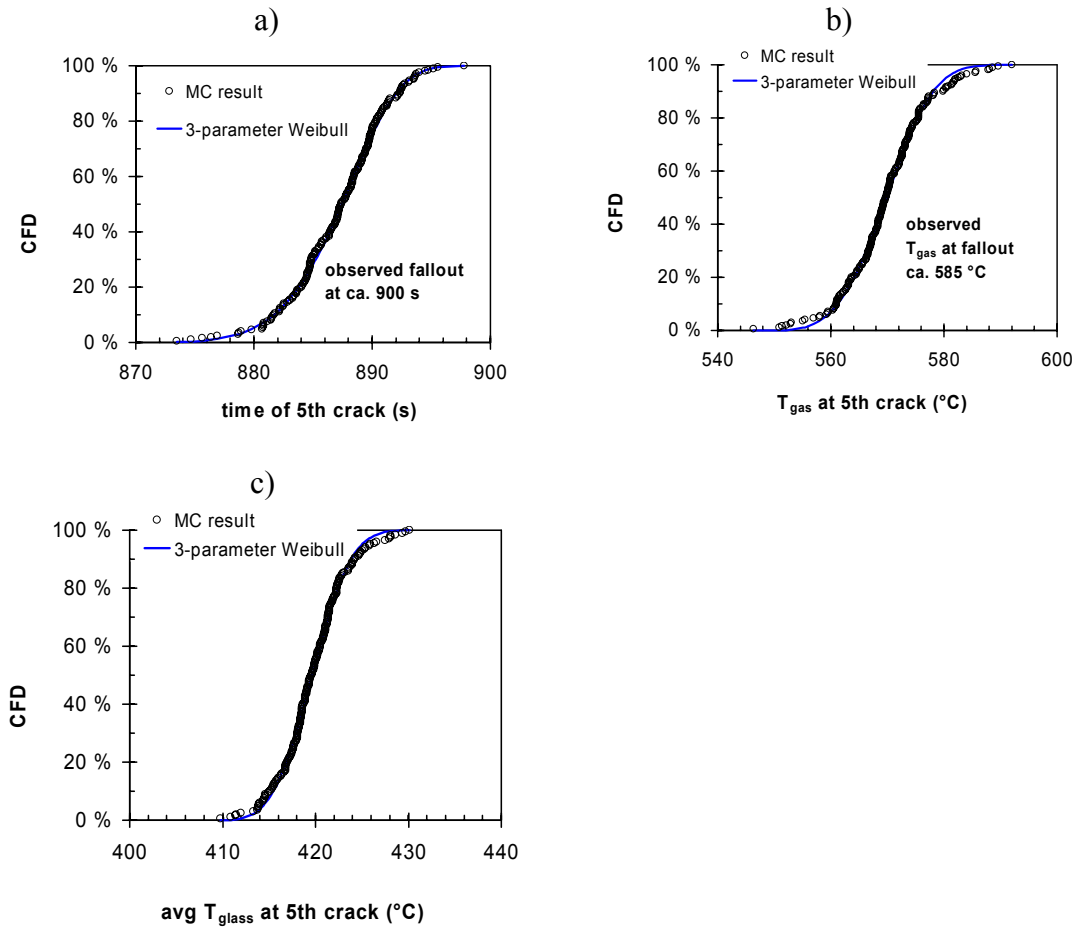 a)
100 %
80 %
60 %
40 %
20 %
0 %
CFD
MC result
3-parameter Weibull
observed fallout
at ca. 900 s
870
880
890
900
time of 5th crack (s)
b)
MC result
3-parameter Weibull
100 %
80 %
60 %
40 %
20 %
0 %
CFD
observed
Tgas at fallout
ca. 585 °C
540
560
580
600
Tgas at 5th crack (°C)
c)
MC result
3-parameter Weibull
100 %
80 %
60 %
40 %
20 %
0 %
CFD
400
410
420
430
440
avg Tglass at 5th crack (°C)